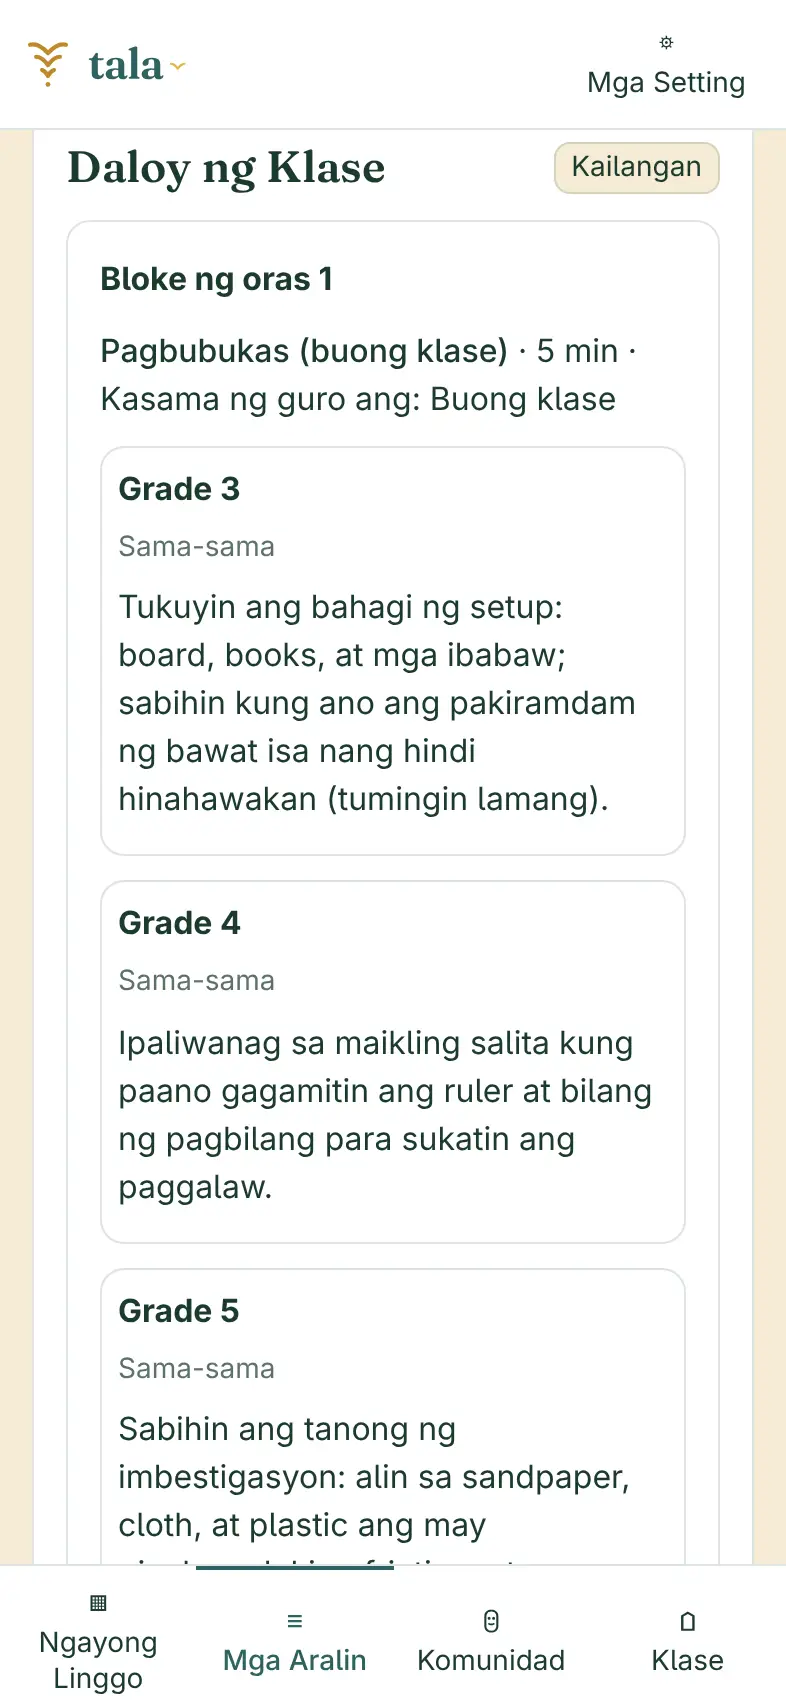 tala
Mga Setting
Daloy ng Klase
Kailangan
Bloke ng oras 1
Pagbubukas (buong klase) · 5 min ·
Kasama ng guro ang: Buong klase
Grade 3
Sama-sama
Tukuyin ang bahagi ng setup:
board, books, at mga ibabaw;
sabihin kung ano ang pakiramdam
ng bawat isa nang hindi
hinahawakan (tumingin lamang).
Grade 4
Sama-sama
Ipaliwanag sa maikling salita kung
paano gagamitin ang ruler at bilang
ng pagbilang para sukatin ang
paggalaw.
Grade 5
Sama-sama
Sabihin ang tanong ng
imbestigasyon: alin sa sandpaper,
cloth, at plastic ang may
Ngayong
Linggo
Mga Aralin
Komunidad
Klase